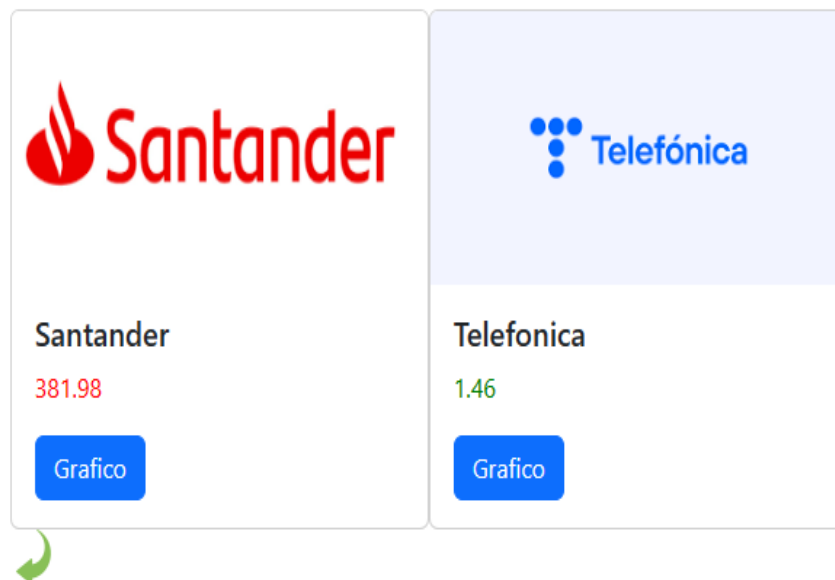 Santander
Telefónica
Santander
381.98
Grafico
Telefonica
1.46
Grafico